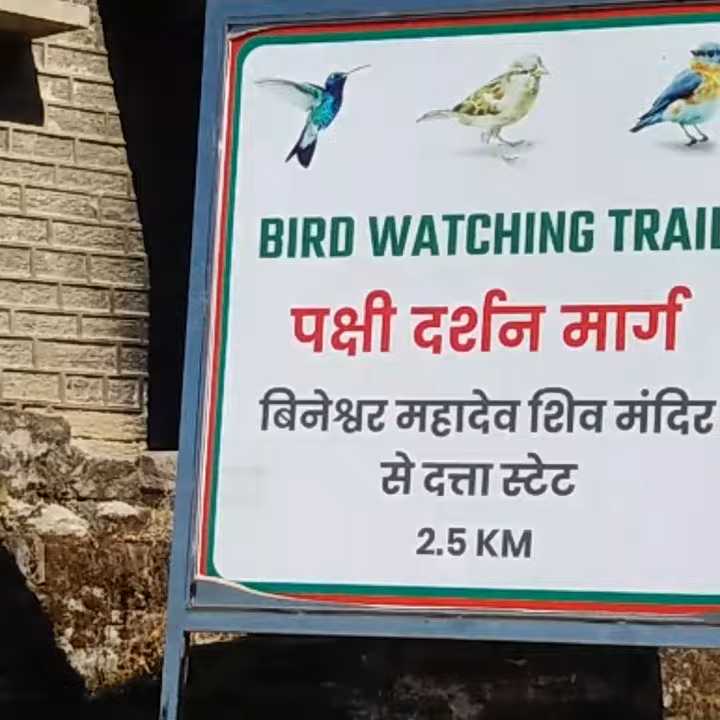 BIRD WATCHING TRAIL
पक्षी दर्शन मार्ग
बिनेश्वर महादेव शिव मंदिर
से दत्ता स्टेट
2.5 KM